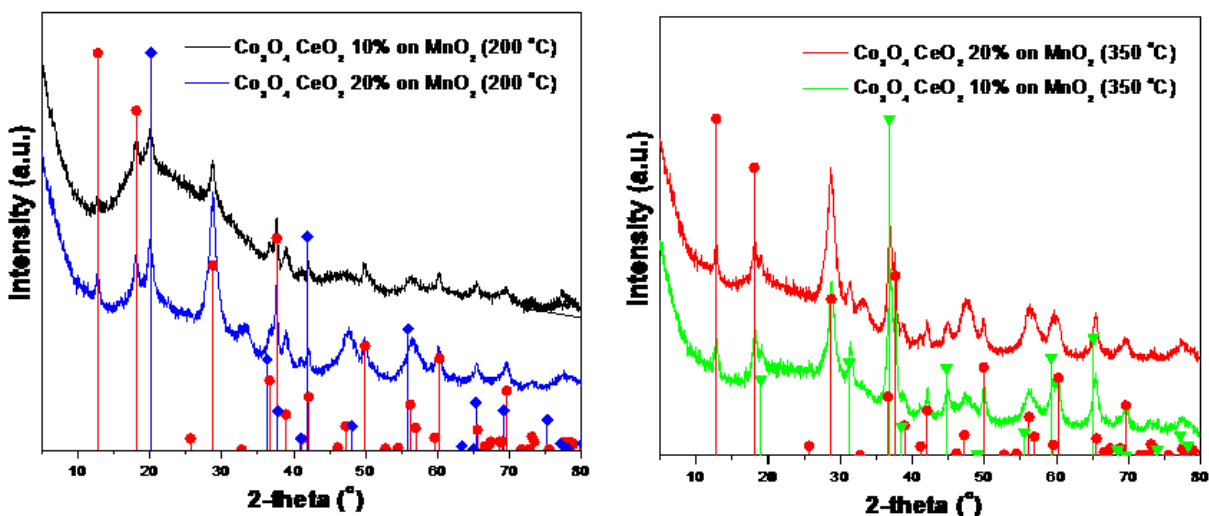 Co₃O₄ CeO₂ 10% on MnO₂ (200 °C)
Co₃O₄ CeO₂ 20% on MnO₂ (200 °C)
Intensity (a.u.)
10 20 30 40 50 60 70 80
2-theta (°)
Co₃O₄ CeO₂ 20% on MnO₂ (350 °C)
Co₃O₄ CeO₂ 10% on MnO₂ (350 °C)
Intensity (a.u.)
10 20 30 40 50 60 70 80
2-theta (°)